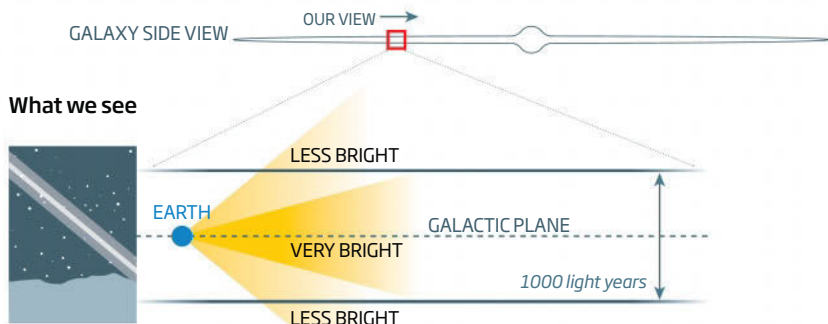 OUR VIEW
GALAXY SIDE VIEW
What we see
LESS BRIGHT
EARTH
GALACTIC PLANE
VERY BRIGHT
1000 light years
LESS BRIGHT